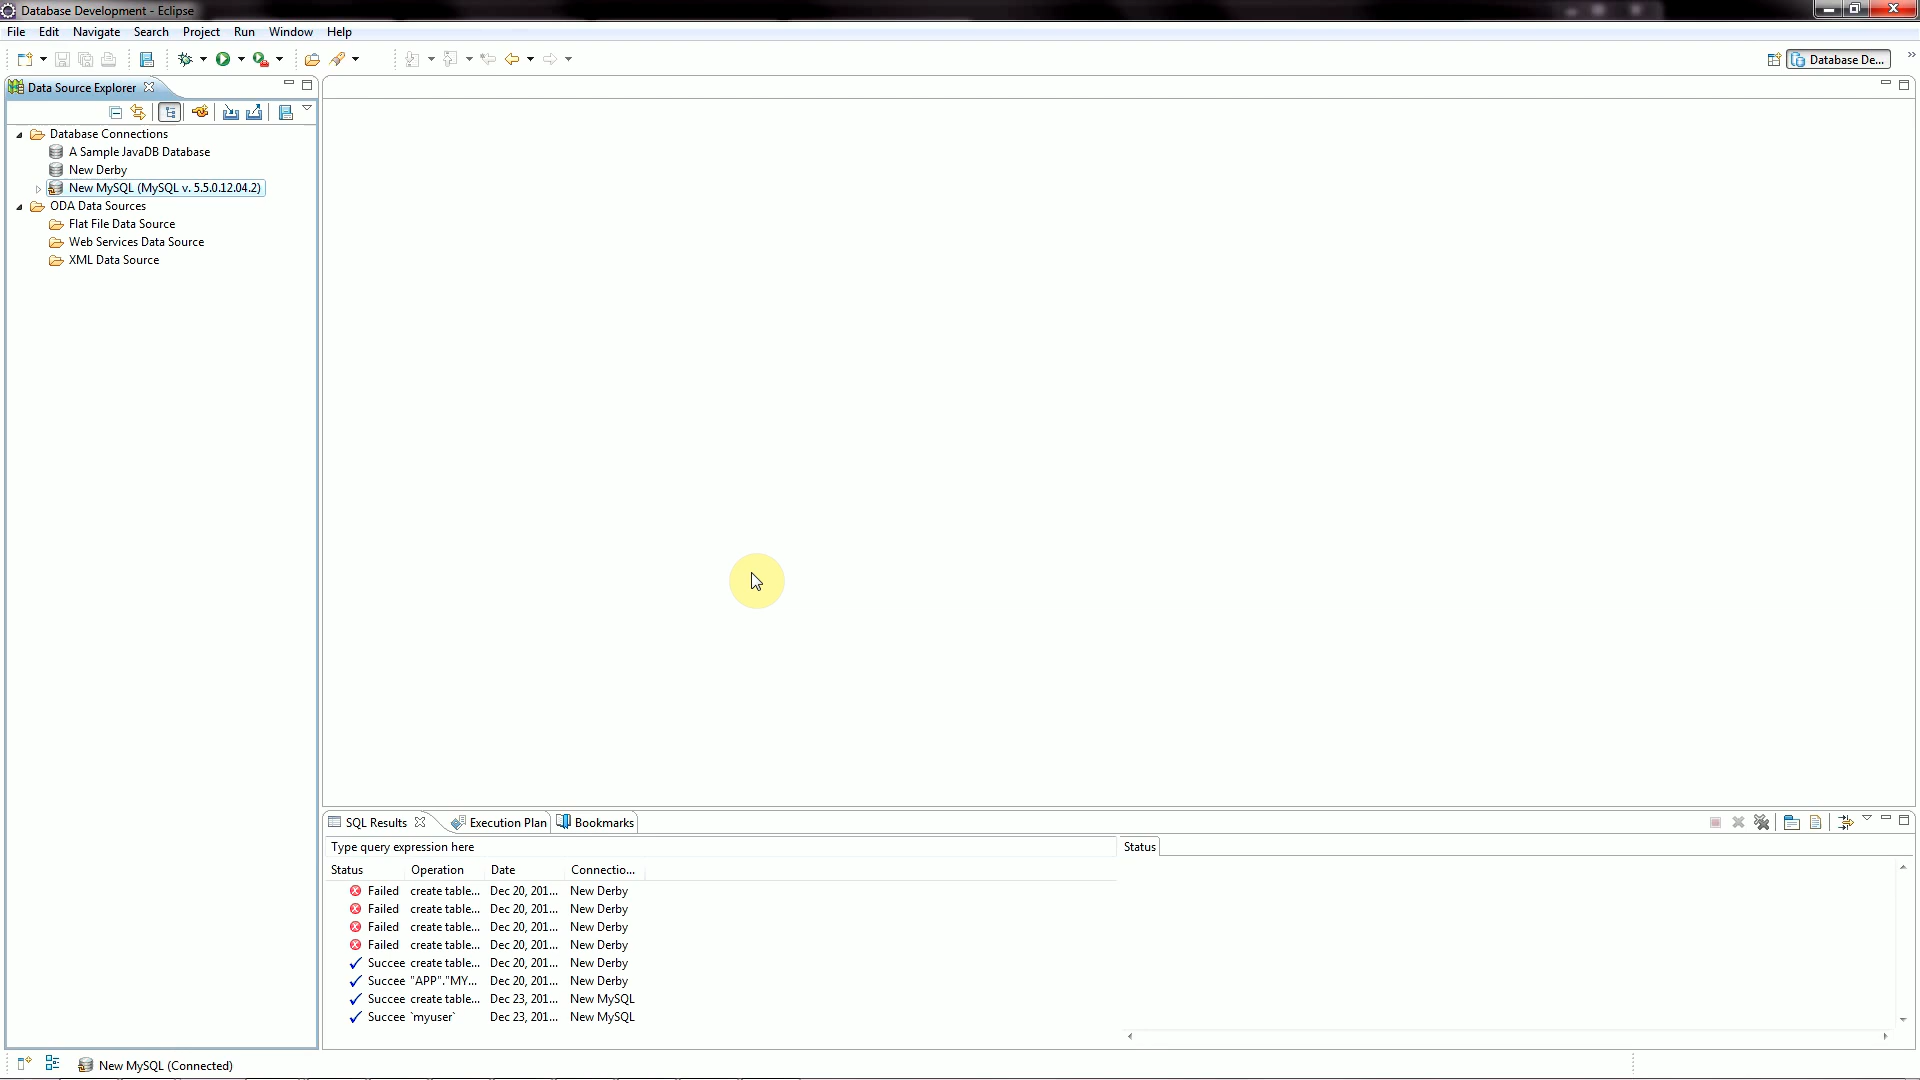 Database Development - Eclipse
File Edit Navigate Search Project Run Window Help
Database De...
Data Source Explorer
Database Connections
A Sample JavaDB Database
New Derby
New MySQL (MySQL v. 5.5.0.12.04.2)
ODA Data Sources
Flat File Data Source
Web Services Data Source
XML Data Source
SQL Results Execution Plan Bookmarks
Type query expression here
Status
Status Operation Date Connectio...
Failed create table... Dec 20, 201... New Derby
Failed create table... Dec 20, 201... New Derby
Failed create table... Dec 20, 201... New Derby
Failed create table... Dec 20, 201... New Derby
Succee create table... Dec 20, 201... New Derby
Succee "APP"."MY... Dec 20, 201... New Derby
Succee create table... Dec 23, 201... New MySQL
Succee `myuser` Dec 23, 201... New MySQL
New MySQL (Connected)